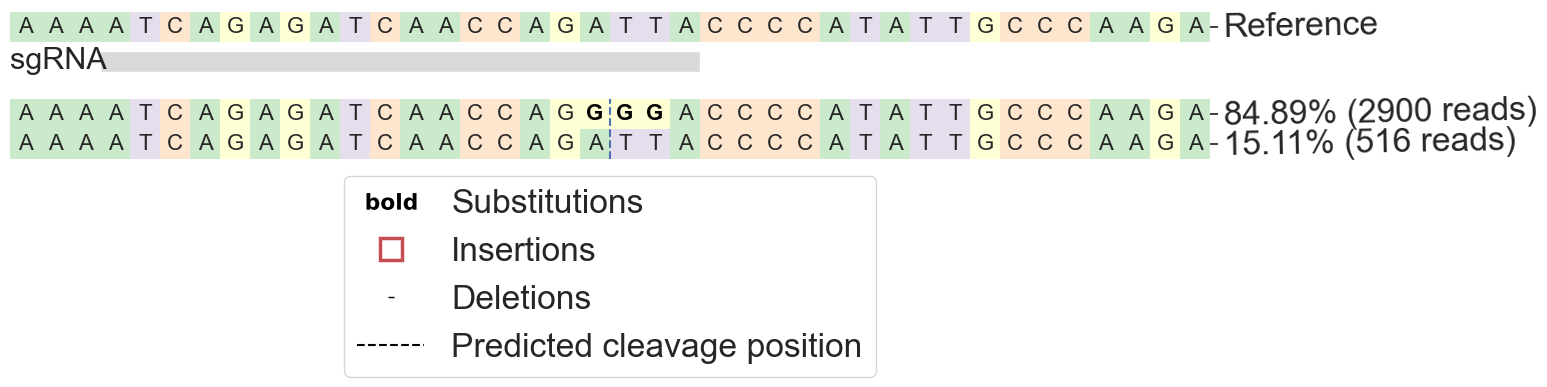 A A A A T C A G A G A T C A A C C A G A T T A C C C C A T A T T G C C C A A G A Reference
sgRNA
A A A A T C A G A G A T C A A C C A G G G G A C C C C A T A T T G C C C A A G A 84.89% (2900 reads)
A A A A T C A G A G A T C A A C C A G A T T A C C C C A T A T T G C C C A A G A 15.11% (516 reads)
bold Substitutions
Insertions
- Deletions
Predicted cleavage position